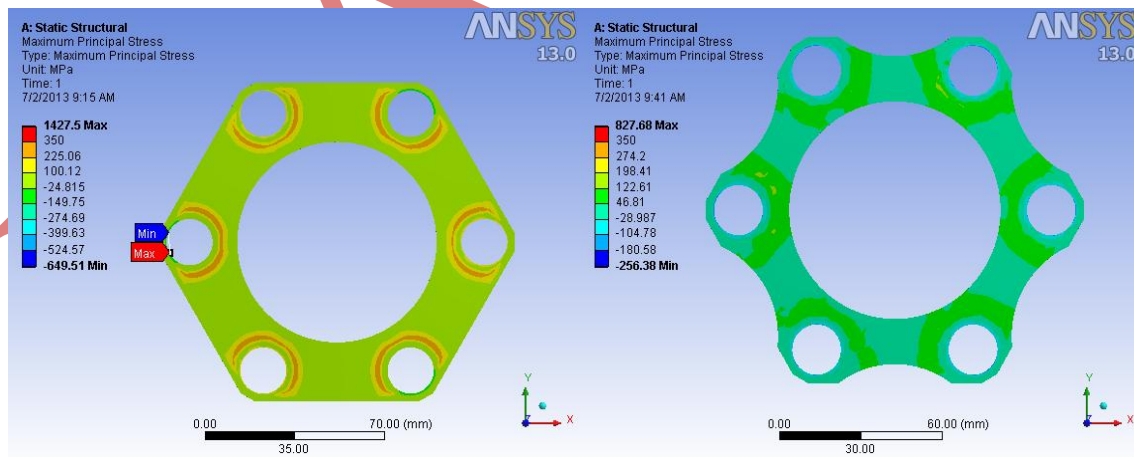 A: Static Structural
Maximum Principal Stress
Type: Maximum Principal Stress
Unit: MPa
Time: 1
7/2/2013 9:15 AM
ANSYS
13.0
1427.5 Max
350
225.06
100.12
-24.815
-149.75
-274.69
-399.63
-524.57
-649.51 Min
Min
Max
0.00
70.00 (mm)
35.00
Y
Z
X
A: Static Structural
Maximum Principal Stress
Type: Maximum Principal Stress
Unit: MPa
Time: 1
7/2/2013 9:41 AM
ANSYS
13.0
827.68 Max
350
274.2
198.41
122.61
46.81
-28.987
-104.78
-180.58
-256.38 Min
0.00
60.00 (mm)
30.00
Y
Z
X